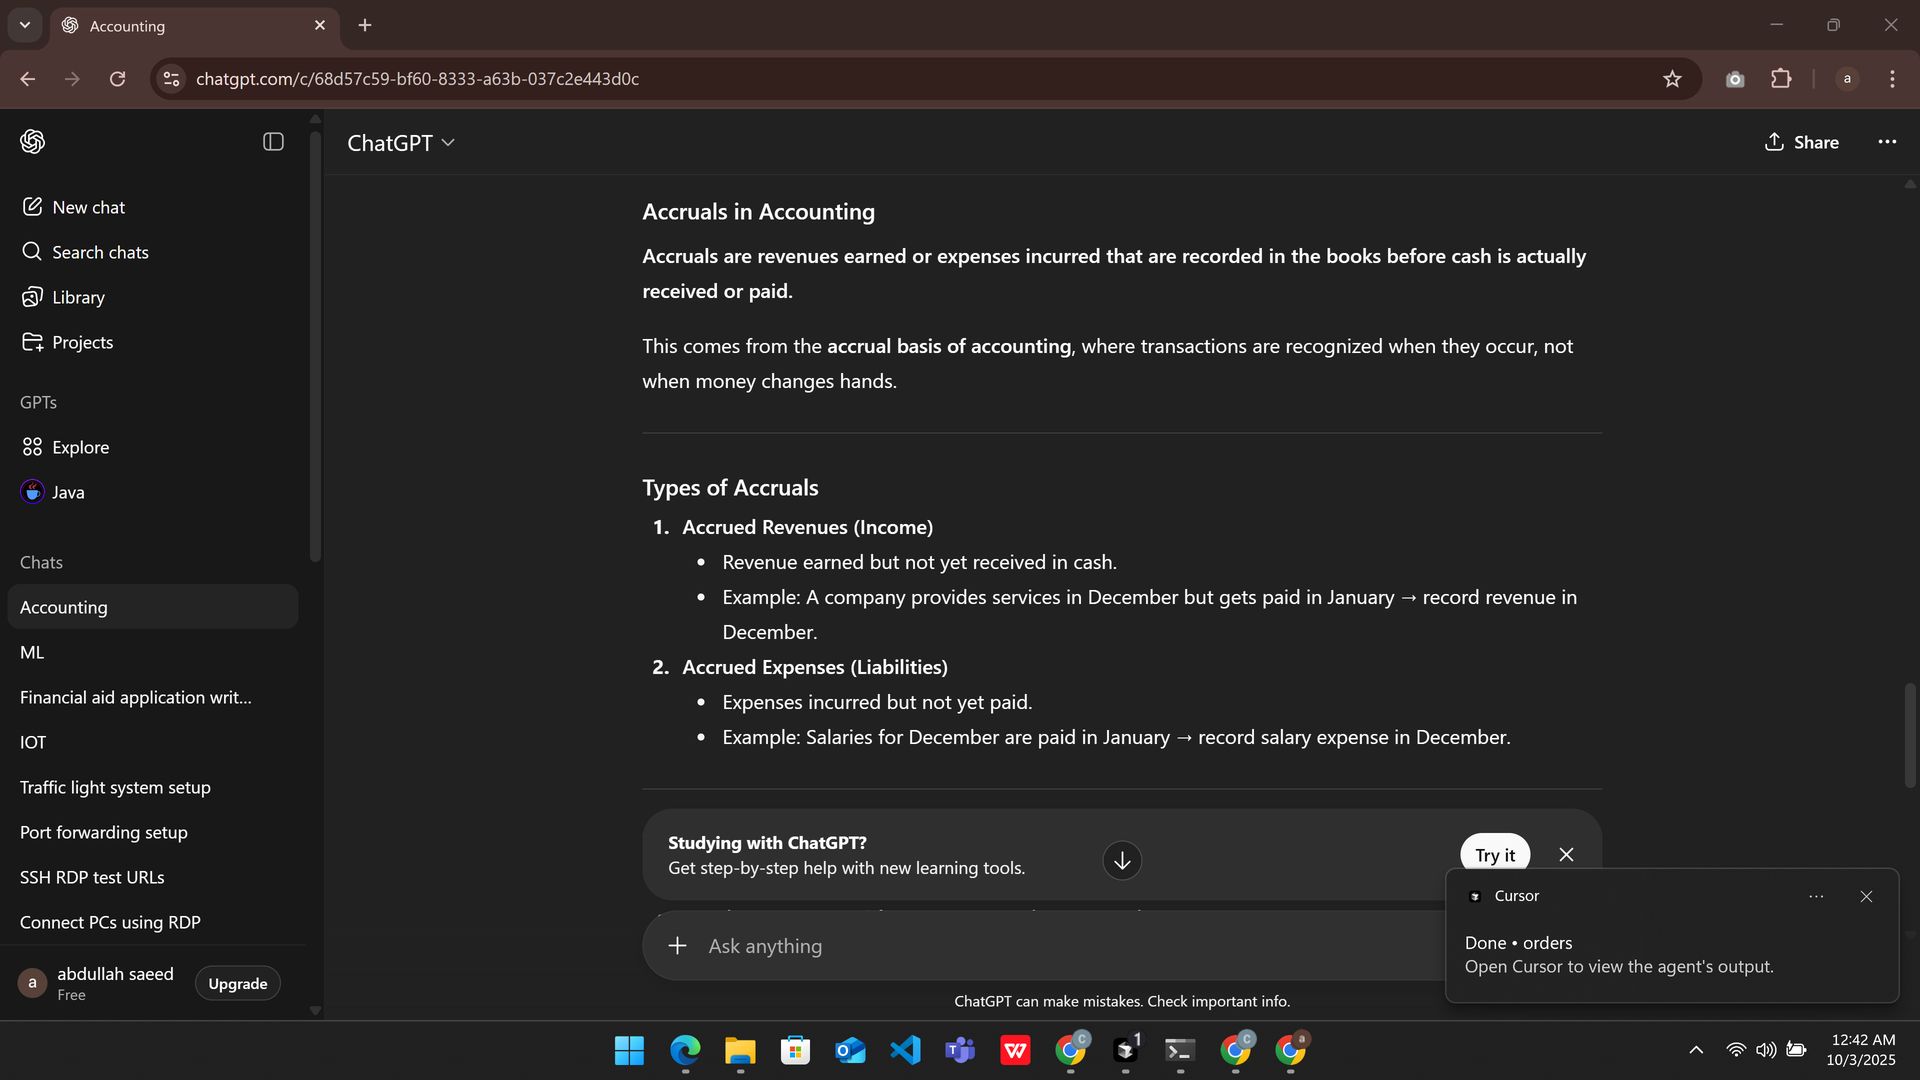 Accounting
chatgpt.com/c/68d57c59-bf60-8333-a63b-037c2e443d0c
a
ChatGPT
Share
New chat
Search chats
Library
Projects
GPTs
Explore
Java
Chats
Accounting
ML
Financial aid application writ...
IOT
Traffic light system setup
Port forwarding setup
SSH RDP test URLs
Connect PCs using RDP
a
abdullah saeed
Free
Upgrade
Accruals in Accounting
Accruals are revenues earned or expenses incurred that are recorded in the books before cash is actually
received or paid.
This comes from the accrual basis of accounting, where transactions are recognized when they occur, not
when money changes hands.
Types of Accruals
1. Accrued Revenues (Income)
• Revenue earned but not yet received in cash.
• Example: A company provides services in December but gets paid in January → record revenue in
December.
2. Accrued Expenses (Liabilities)
• Expenses incurred but not yet paid.
• Example: Salaries for December are paid in January → record salary expense in December.
Studying with ChatGPT?
Get step-by-step help with new learning tools.
Try it
Ask anything
ChatGPT can make mistakes. Check important info.
Cursor
Done • orders
Open Cursor to view the agent's output.
C
1
C
a
12:42 AM
10/3/2025